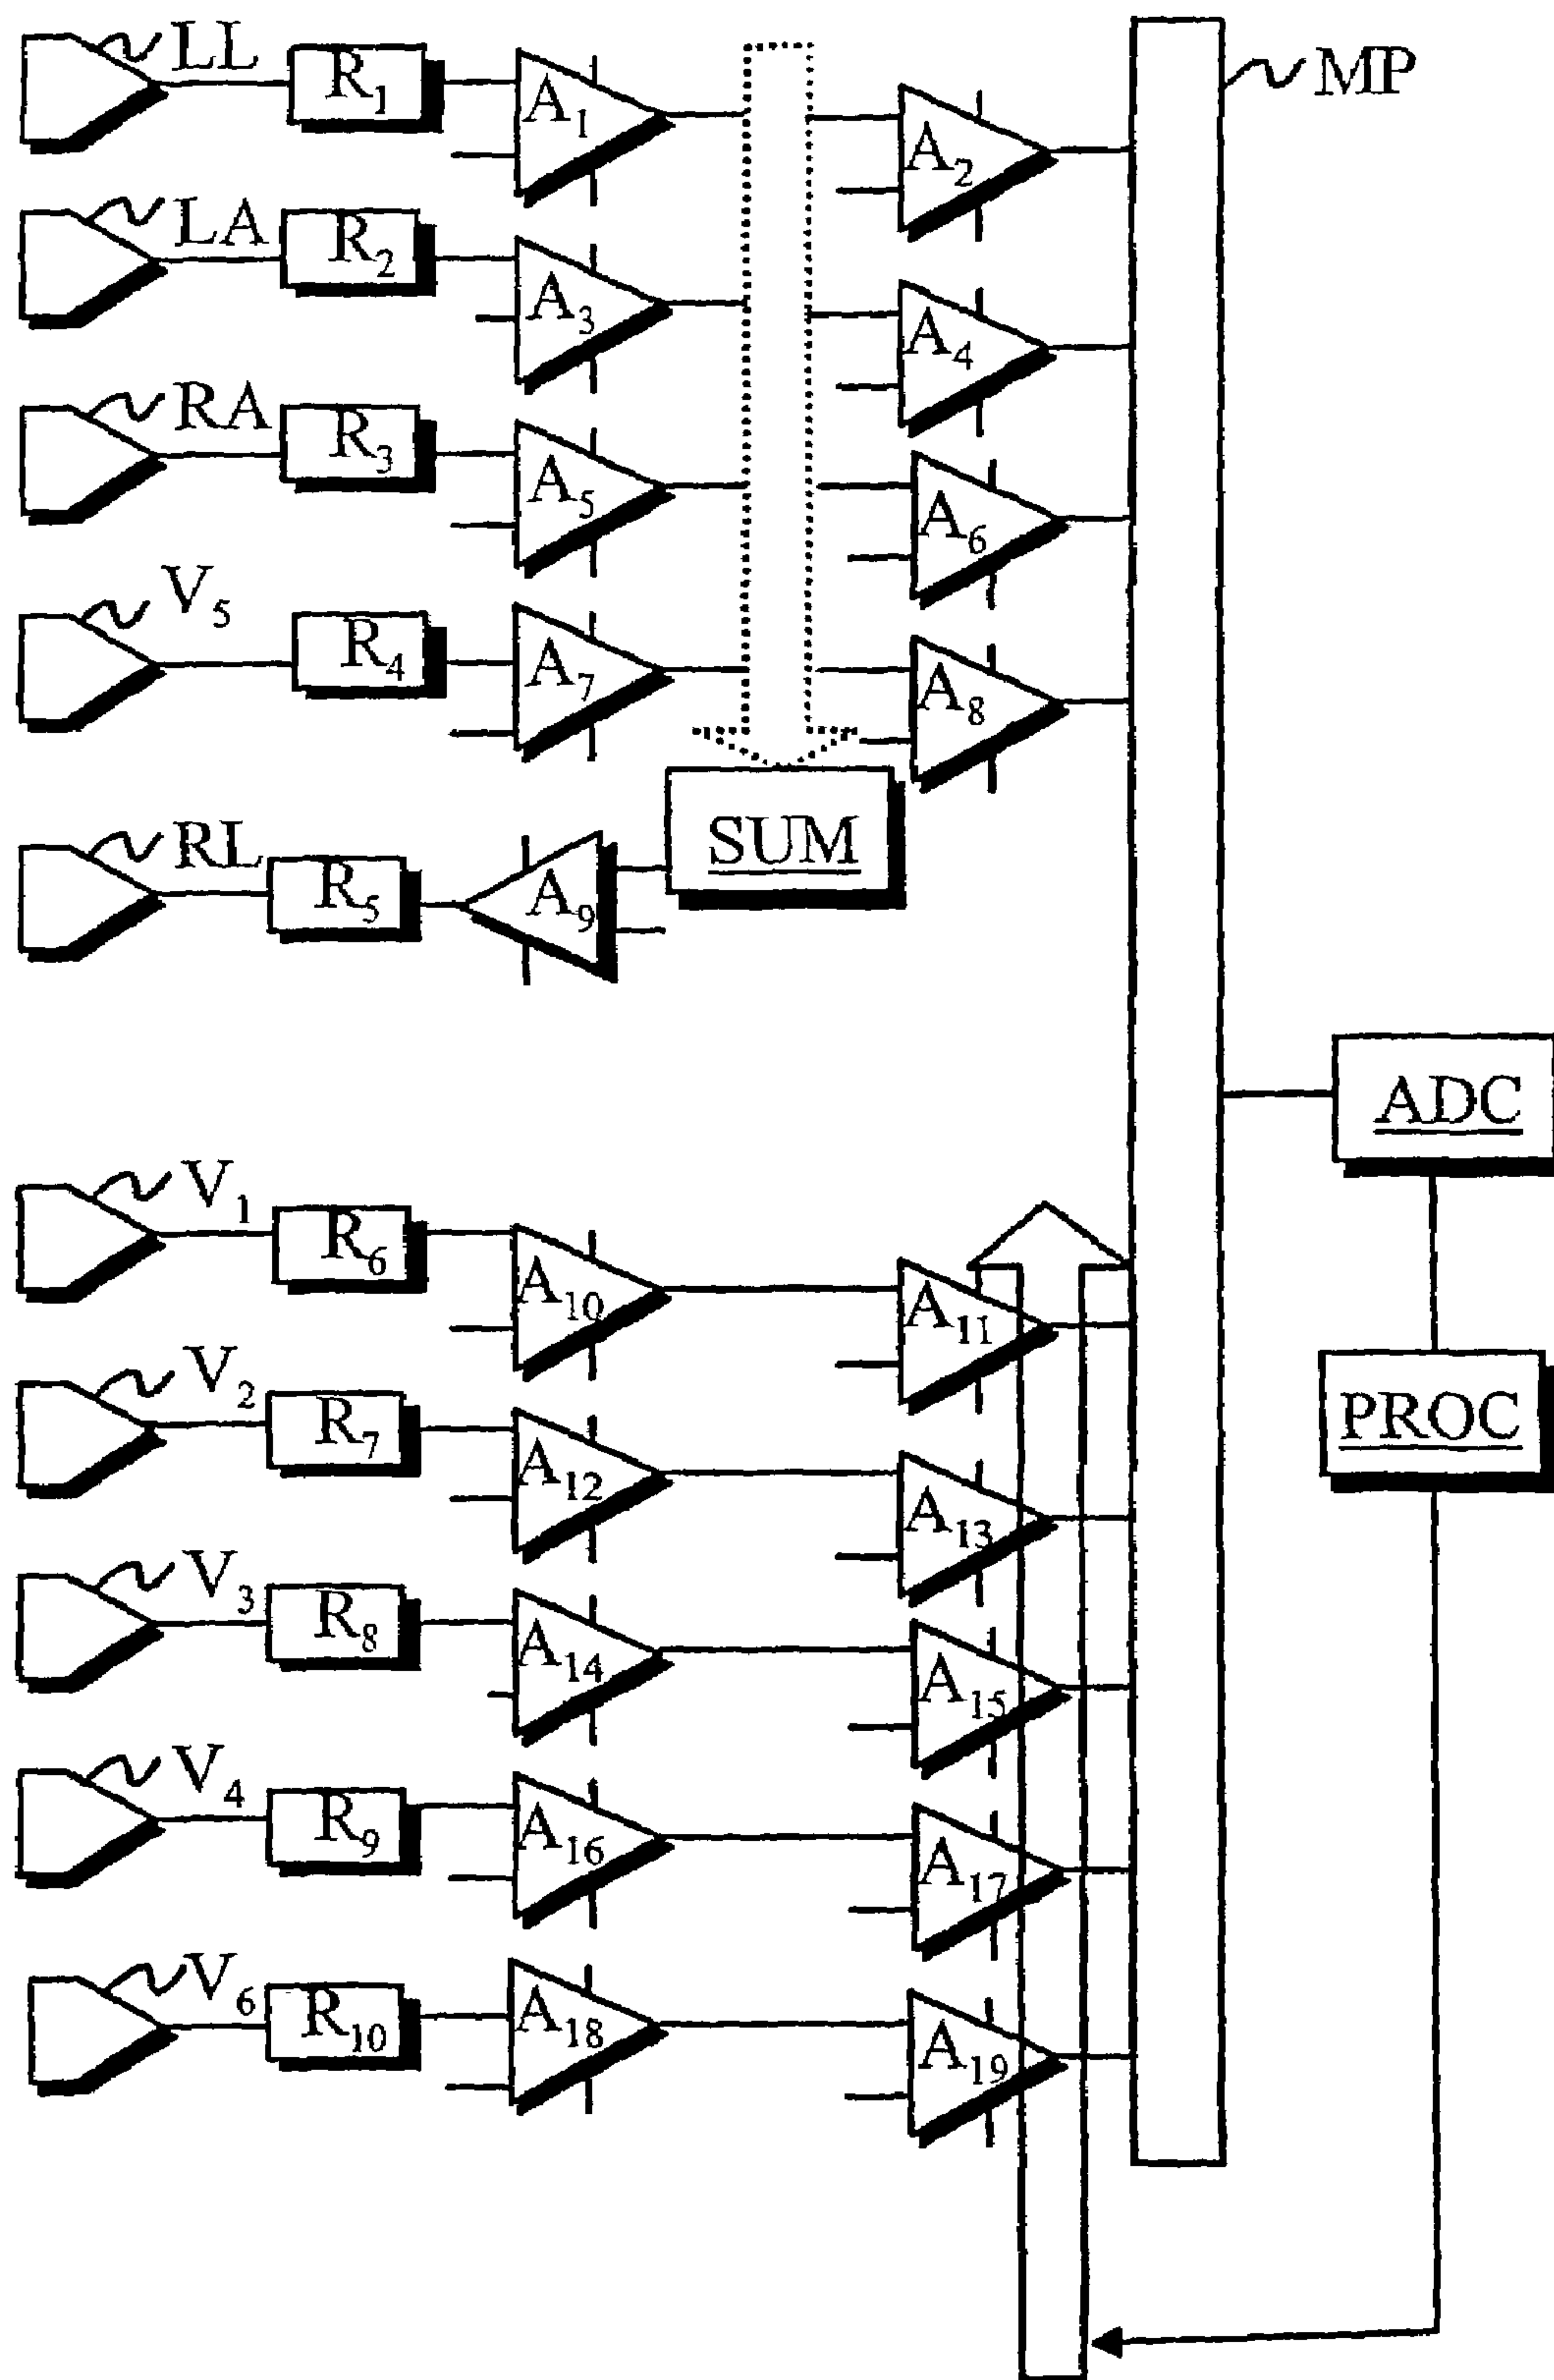 LL R1 A1 A2 MP
LA R2 A3 A4
RA R3 A5 A6
V5 R4 A7 A8
SUM
RL R5 A9
ADC
V1 R6 A10 A11
PROC
V2 R7 A12 A13
V3 R8 A14 A15
V4 R9 A16 A17
V6 R10 A18 A19